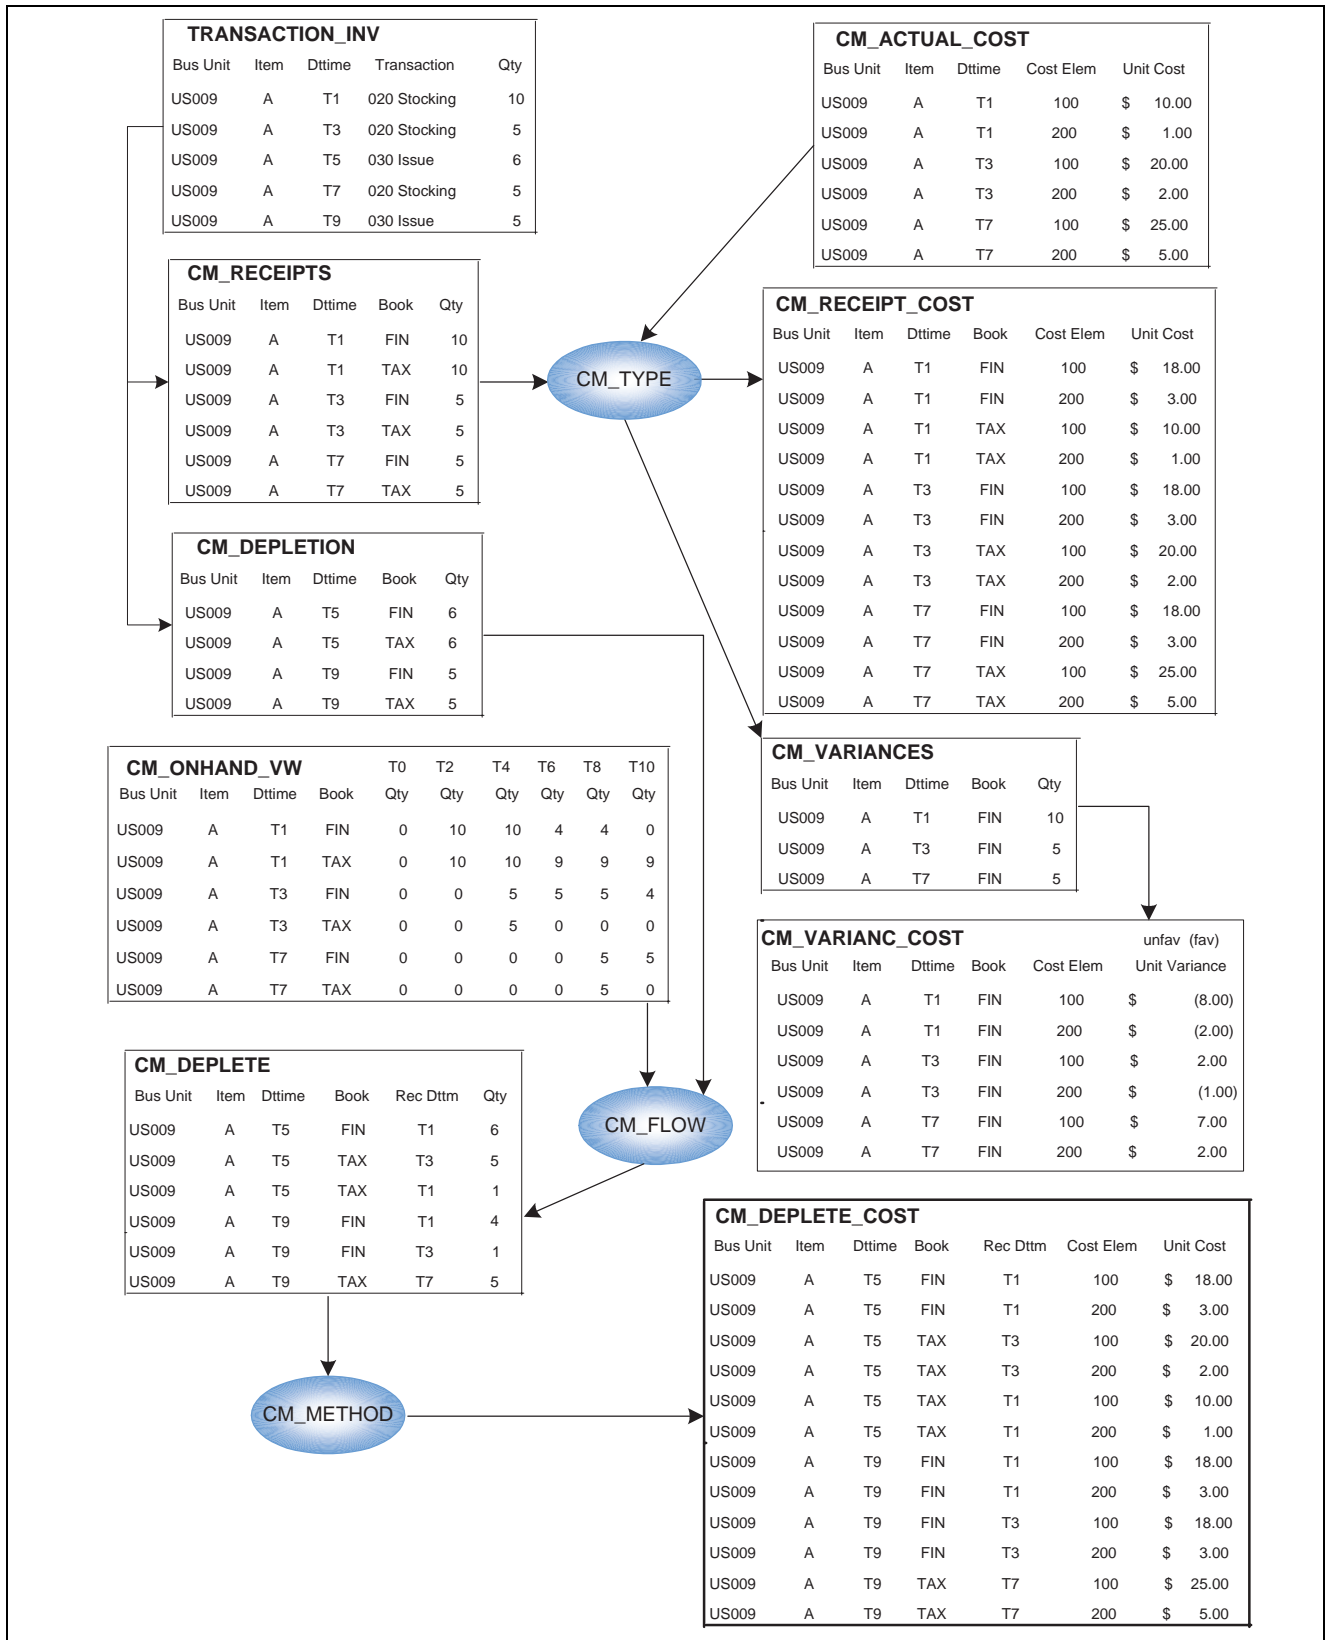 TRANSACTION_INV
Bus Unit Item Dttime Transaction Qty
US009 A T1 020 Stocking 10
US009 A T3 020 Stocking 5
US009 A T5 030 Issue 6
US009 A T7 020 Stocking 5
US009 A T9 030 Issue 5
CM_ACTUAL_COST
Bus Unit Item Dttime Cost Elem Unit Cost
US009 A T1 100 $ 10.00
US009 A T1 200 $ 1.00
US009 A T3 100 $ 20.00
US009 A T3 200 $ 2.00
US009 A T7 100 $ 25.00
US009 A T7 200 $ 5.00
CM_RECEIPTS
Bus Unit Item Dttime Book Qty
US009 A T1 FIN 10
US009 A T1 TAX 10
US009 A T3 FIN 5
US009 A T3 TAX 5
US009 A T7 FIN 5
US009 A T7 TAX 5
CM_TYPE
CM_RECEIPT_COST
Bus Unit Item Dttime Book Cost Elem Unit Cost
US009 A T1 FIN 100 $ 18.00
US009 A T1 FIN 200 $ 3.00
US009 A T1 TAX 100 $ 10.00
US009 A T1 TAX 200 $ 1.00
US009 A T3 FIN 100 $ 18.00
US009 A T3 FIN 200 $ 3.00
US009 A T3 TAX 100 $ 20.00
US009 A T3 TAX 200 $ 2.00
US009 A T7 FIN 100 $ 18.00
US009 A T7 FIN 200 $ 3.00
US009 A T7 TAX 100 $ 25.00
US009 A T7 TAX 200 $ 5.00
CM_DEPLETION
Bus Unit Item Dttime Book Qty
US009 A T5 FIN 6
US009 A T5 TAX 6
US009 A T9 FIN 5
US009 A T9 TAX 5
CM_ONHAND_VW T0 T2 T4 T6 T8 T10
Bus Unit Item Dttime Book Qty Qty Qty Qty Qty Qty
US009 A T1 FIN 0 10 10 4 4 0
US009 A T1 TAX 0 10 10 9 9 9
US009 A T3 FIN 0 0 5 5 5 4
US009 A T3 TAX 0 0 5 0 0 0
US009 A T7 FIN 0 0 0 0 5 5
US009 A T7 TAX 0 0 0 0 5 0
CM_VARIANCES
Bus Unit Item Dttime Book Qty
US009 A T1 FIN 10
US009 A T3 FIN 5
US009 A T7 FIN 5
CM_VARIANC_COST unfav (fav)
Bus Unit Item Dttime Book Cost Elem Unit Variance
US009 A T1 FIN 100 $ (8.00)
US009 A T1 FIN 200 $ (2.00)
US009 A T3 FIN 100 $ 2.00
US009 A T3 FIN 200 $ (1.00)
US009 A T7 FIN 100 $ 7.00
US009 A T7 FIN 200 $ 2.00
CM_DEPLETE
Bus Unit Item Dttime Book Rec Dttm Qty
US009 A T5 FIN T1 6
US009 A T5 TAX T3 5
US009 A T5 TAX T1 1
US009 A T9 FIN T1 4
US009 A T9 FIN T3 1
US009 A T9 TAX T7 5
CM_FLOW
CM_METHOD
CM_DEPLETE_COST
Bus Unit Item Dttime Book Rec Dttm Cost Elem Unit Cost
US009 A T5 FIN T1 100 $ 18.00
US009 A T5 FIN T1 200 $ 3.00
US009 A T5 TAX T3 100 $ 20.00
US009 A T5 TAX T3 200 $ 2.00
US009 A T5 TAX T1 100 $ 10.00
US009 A T5 TAX T1 200 $ 1.00
US009 A T9 FIN T1 100 $ 18.00
US009 A T9 FIN T1 200 $ 3.00
US009 A T9 FIN T3 100 $ 18.00
US009 A T9 FIN T3 200 $ 3.00
US009 A T9 TAX T7 100 $ 25.00
US009 A T9 TAX T7 200 $ 5.00